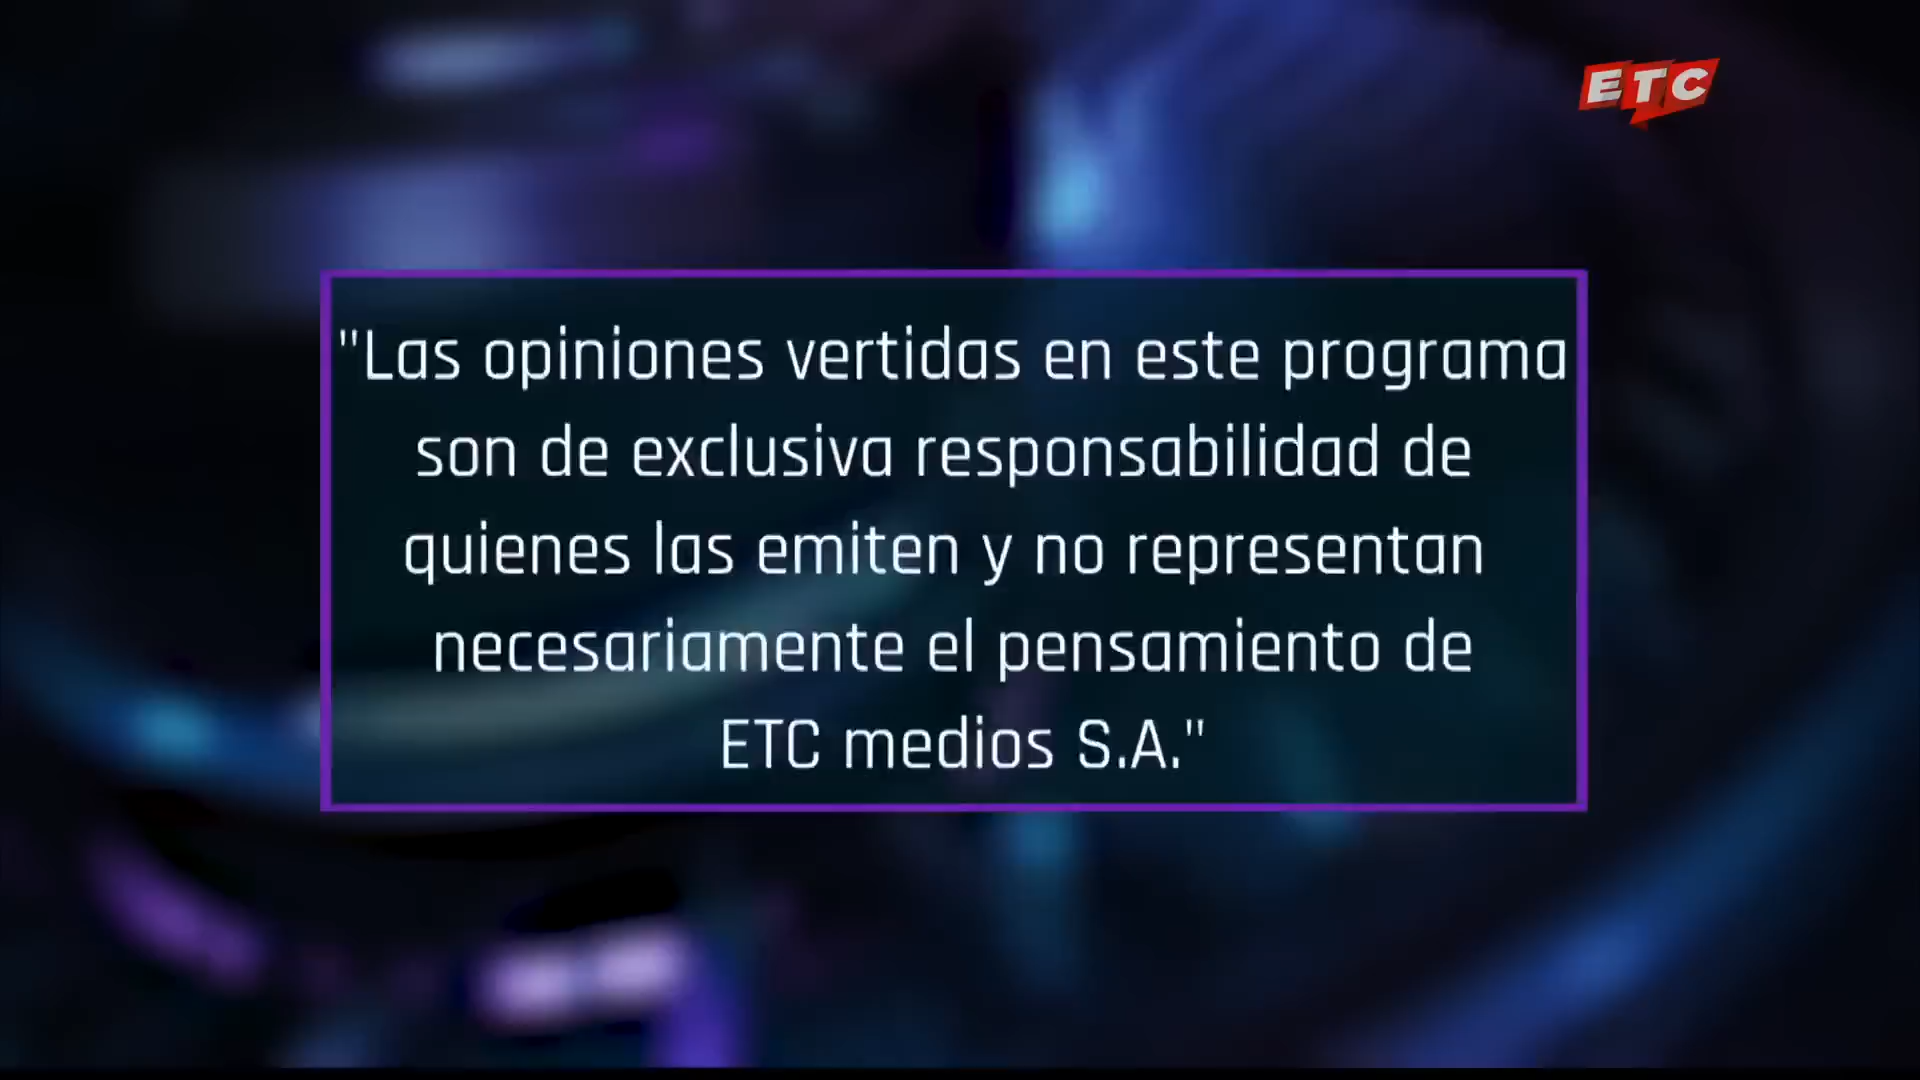 ETC
"Las opiniones vertidas en este programa
son de exclusiva responsabilidad de
quienes las emiten y no representan
necesariamente el pensamiento de
ETC medios S.A."